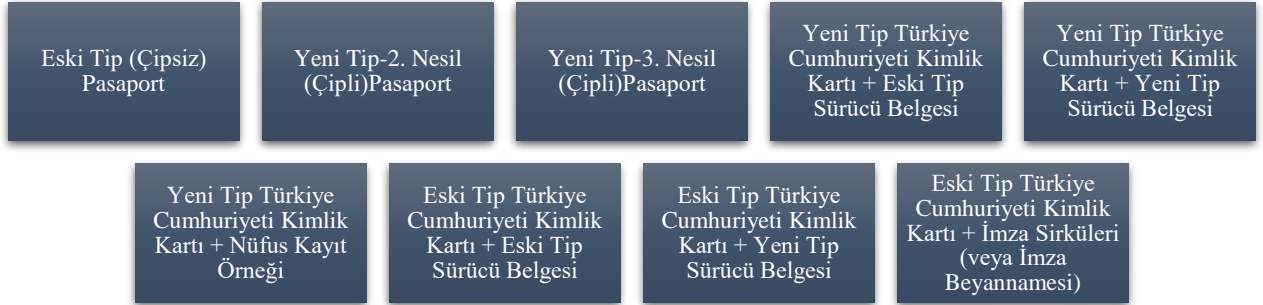 Eski Tip (Çipsiz)
Pasaport
Yeni Tip-2. Nesil
(Çipli)Pasaport
Yeni Tip-3. Nesil
(Çipli)Pasaport
Yeni Tip Türkiye
Cumhuriyeti Kimlik
Kartı + Eski Tip
Sürücü Belgesi
Yeni Tip Türkiye
Cumhuriyeti Kimlik
Kartı + Yeni Tip
Sürücü Belgesi
Yeni Tip Türkiye
Cumhuriyeti Kimlik
Kartı + Nüfus Kayıt
Örneği
Eski Tip Türkiye
Cumhuriyeti Kimlik
Kartı + Eski Tip
Sürücü Belgesi
Eski Tip Türkiye
Cumhuriyeti Kimlik
Kartı + Yeni Tip
Sürücü Belgesi
Eski Tip Türkiye
Cumhuriyeti Kimlik
Kartı + İmza Sirküleri
(veya İmza
Beyannamesi)